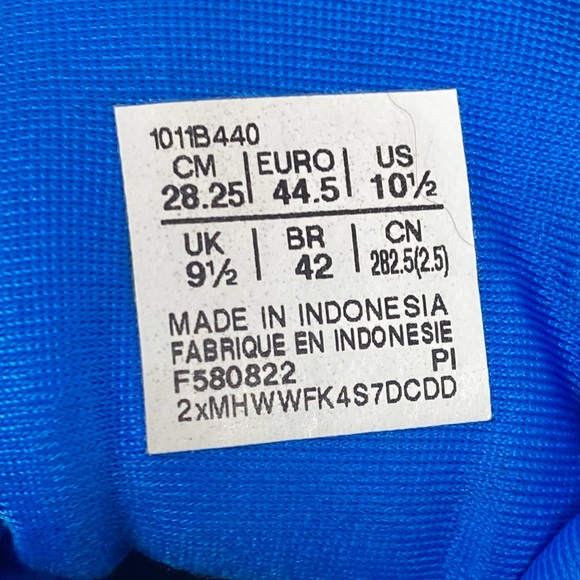 1011B440
CM | EURO | US
28.25 | 44.5 | 10½
UK | BR | CN
9½ | 42 | 282.5(2.5)
MADE IN INDONESIA
FABRIQUE EN INDONESIE
F580822 PI
2xMHWWFK4S7DCDD